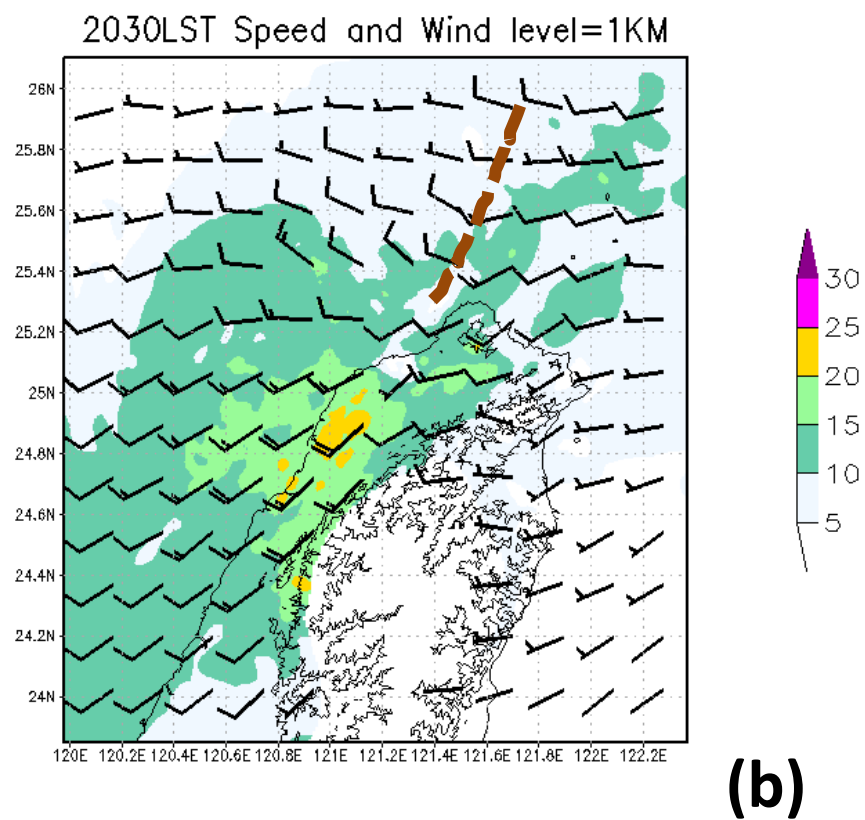 2030LST Speed and Wind level=1KM
26N
25.8N
25.6N
25.4N
25.2N
25N
24.8N
24.6N
24.4N
24.2N
24N
120E 120.2E 120.4E 120.6E 120.8E 121E 121.2E 121.4E 121.6E 121.8E 122E 122.2E
30
25
20
15
10
5
(b)